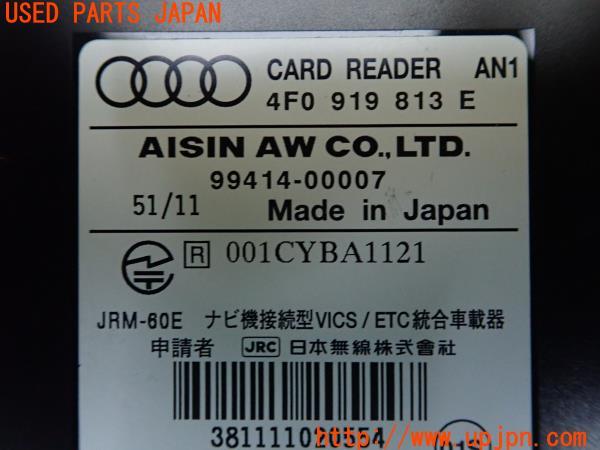 USED PARTS JAPAN
CARD READER AN1
4F0 919 813 E
AISIN AW CO.,LTD.
99414-00007
51/11 Made in Japan
R 001CYBA1121
JRM-60E ナビ機接続型VICS/ETC統合車載器
申請者 JRC 日本無線株式會社
http://www.upjpn.com